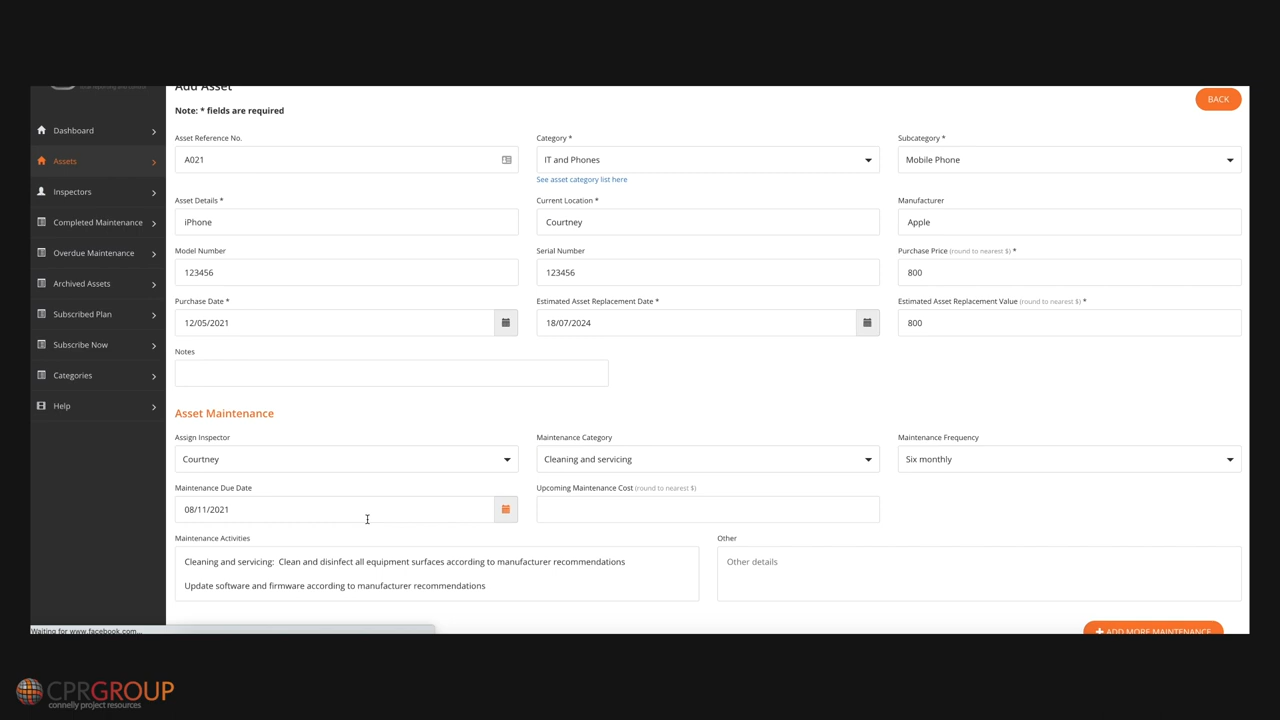 Add Asset
Note: * fields are required
BACK
Dashboard
Assets
Inspectors
Completed Maintenance
Overdue Maintenance
Archived Assets
Subscribed Plan
Subscribe Now
Categories
Help
Asset Reference No.
Category *
Subcategory *
A021
IT and Phones
Mobile Phone
See asset category list here
Asset Details *
Current Location *
Manufacturer
iPhone
Courtney
Apple
Model Number
Serial Number
Purchase Price (round to nearest $) *
123456
123456
800
Purchase Date *
Estimated Asset Replacement Date *
Estimated Asset Replacement Value (round to nearest $) *
12/05/2021
18/07/2024
800
Notes
Asset Maintenance
Assign Inspector
Maintenance Category
Maintenance Frequency
Courtney
Cleaning and servicing
Six monthly
Maintenance Due Date
Upcoming Maintenance Cost (round to nearest $)
08/11/2021
Maintenance Activities
Other
Cleaning and servicing: Clean and disinfect all equipment surfaces according to manufacturer recommendations
Update software and firmware according to manufacturer recommendations
Other details
ADD MORE MAINTENANCE
Waiting for www.facebook.com...
CPRGROUP
connelly project resources